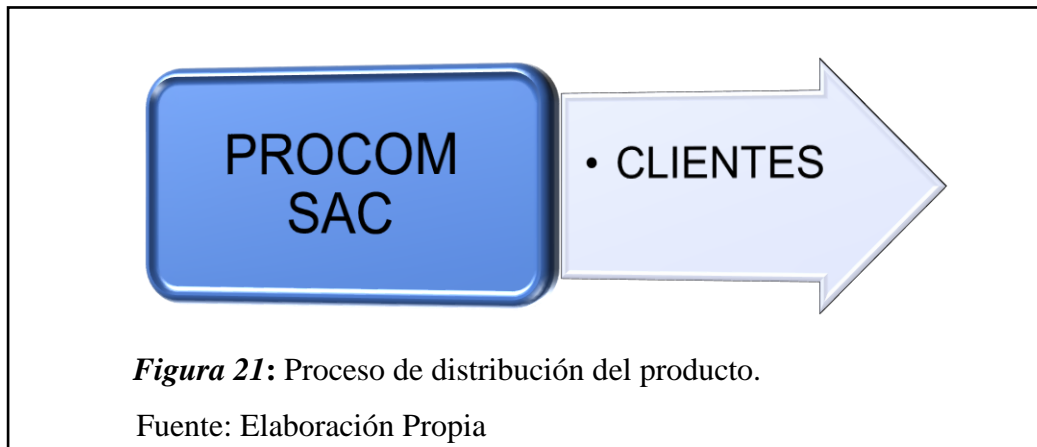 PROCOM
SAC
• CLIENTES
Figura 21: Proceso de distribución del producto.
Fuente: Elaboración Propia